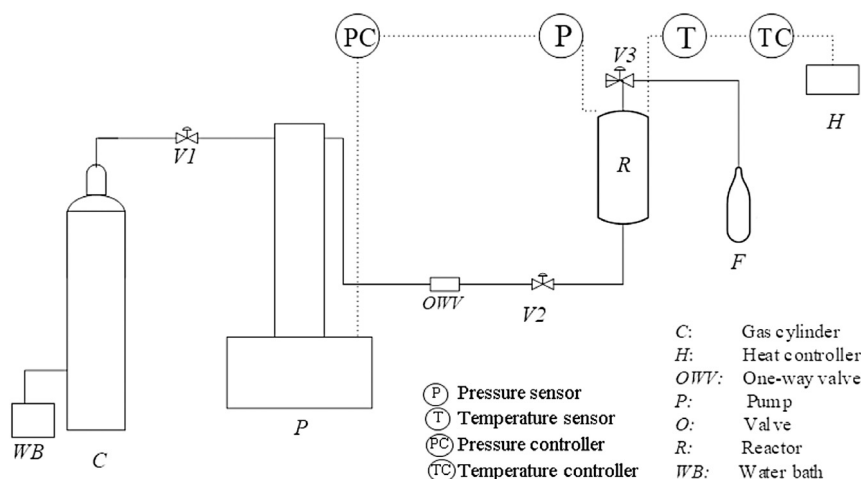 PC
P
T
TC
V3
H
V1
R
F
OWV
V2
WB
C
P
P Pressure sensor
T Temperature sensor
PC Pressure controller
TC Temperature controller
C: Gas cylinder
H: Heat controller
OWV: One-way valve
P: Pump
O: Valve
R: Reactor
WB: Water bath